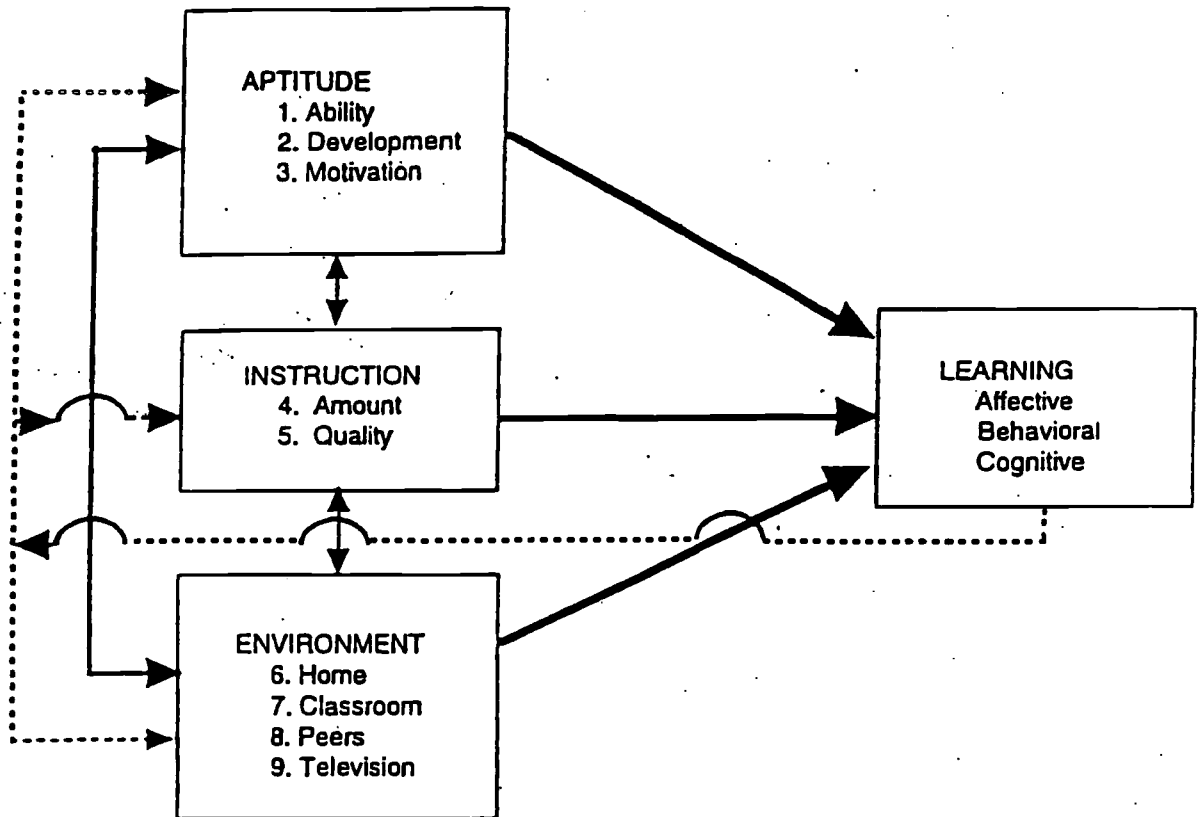 APTITUDE
1. Ability
2. Development
3. Motivation
INSTRUCTION
4. Amount
5. Quality
LEARNING
Affective
Behavioral
Cognitive
ENVIRONMENT
6. Home
7. Classroom
8. Peers
9. Television